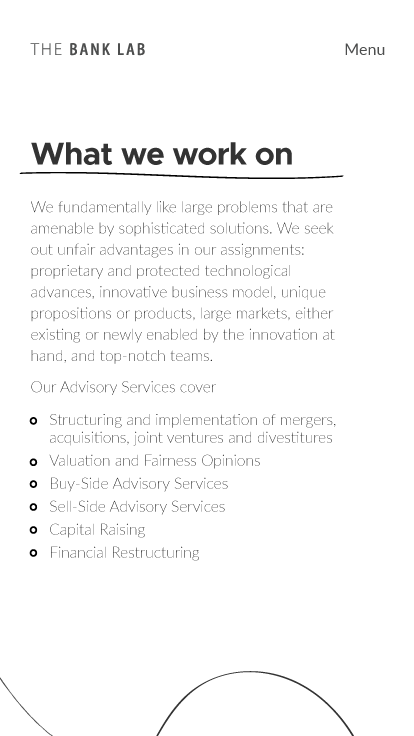 THE BANK LAB
Menu
What we work on
We fundamentally like large problems that are
amenable by sophisticated solutions. We seek
out unfair advantages in our assignments:
proprietary and protected technological
advances, innovative business model, unique
propositions or products, large markets, either
existing or newly enabled by the innovation at
hand, and top-notch teams.
Our Advisory Services cover
Structuring and implementation of mergers,
acquisitions, joint ventures and divestitures
Valuation and Fairness Opinions
Buy-Side Advisory Services
Sell-Side Advisory Services
Capital Raising
Financial Restructuring